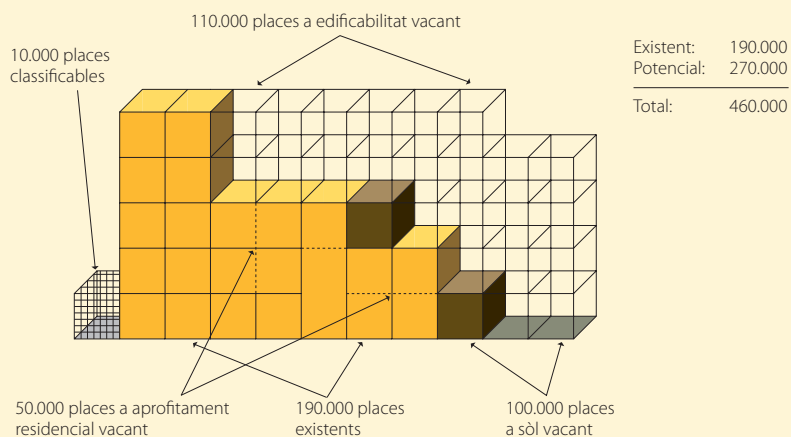 110.000 places a edificabilitat vacant
10.000 places
classificables
Existent: 190.000
Potencial: 270.000
Total: 460.000
50.000 places a aprofitament
residencial vacant
190.000 places
existents
100.000 places
a sòl vacant